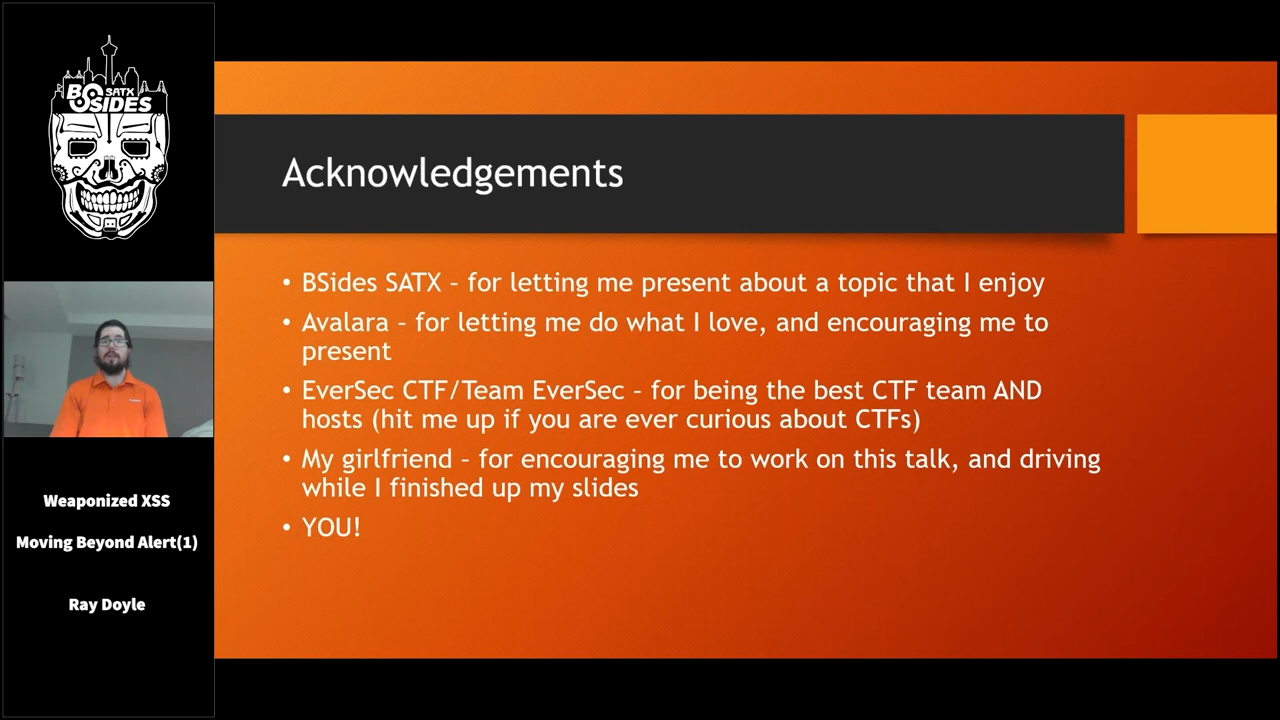 BSIDES SATX
Weaponized XSS
Moving Beyond Alert(1)
Ray Doyle
Acknowledgements
• BSides SATX – for letting me present about a topic that I enjoy
• Avalara – for letting me do what I love, and encouraging me to
present
• EverSec CTF/Team EverSec – for being the best CTF team AND
hosts (hit me up if you are ever curious about CTFs)
• My girlfriend – for encouraging me to work on this talk, and driving
while I finished up my slides
• YOU!